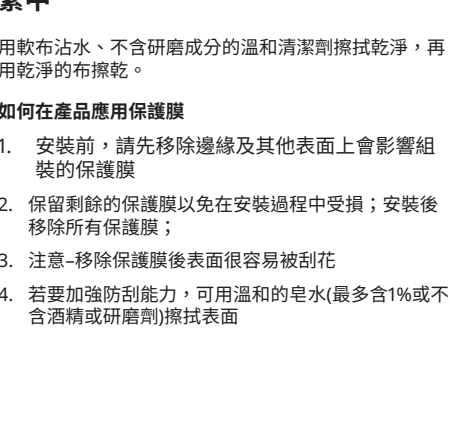 繁中
用軟布沾水、不含研磨成分的溫和清潔劑擦拭乾淨，再
用乾淨的布擦乾。
如何在產品應用保護膜
1. 安裝前，請先移除邊緣及其他表面上會影響組
裝的保護膜
2. 保留剩餘的保護膜以免在安裝過程中受損；安裝後
移除所有保護膜；
3. 注意–移除保護膜後表面很容易被刮花
4. 若要加強防刮能力，可用溫和的皂水(最多含1%或不
含酒精或研磨劑)擦拭表面